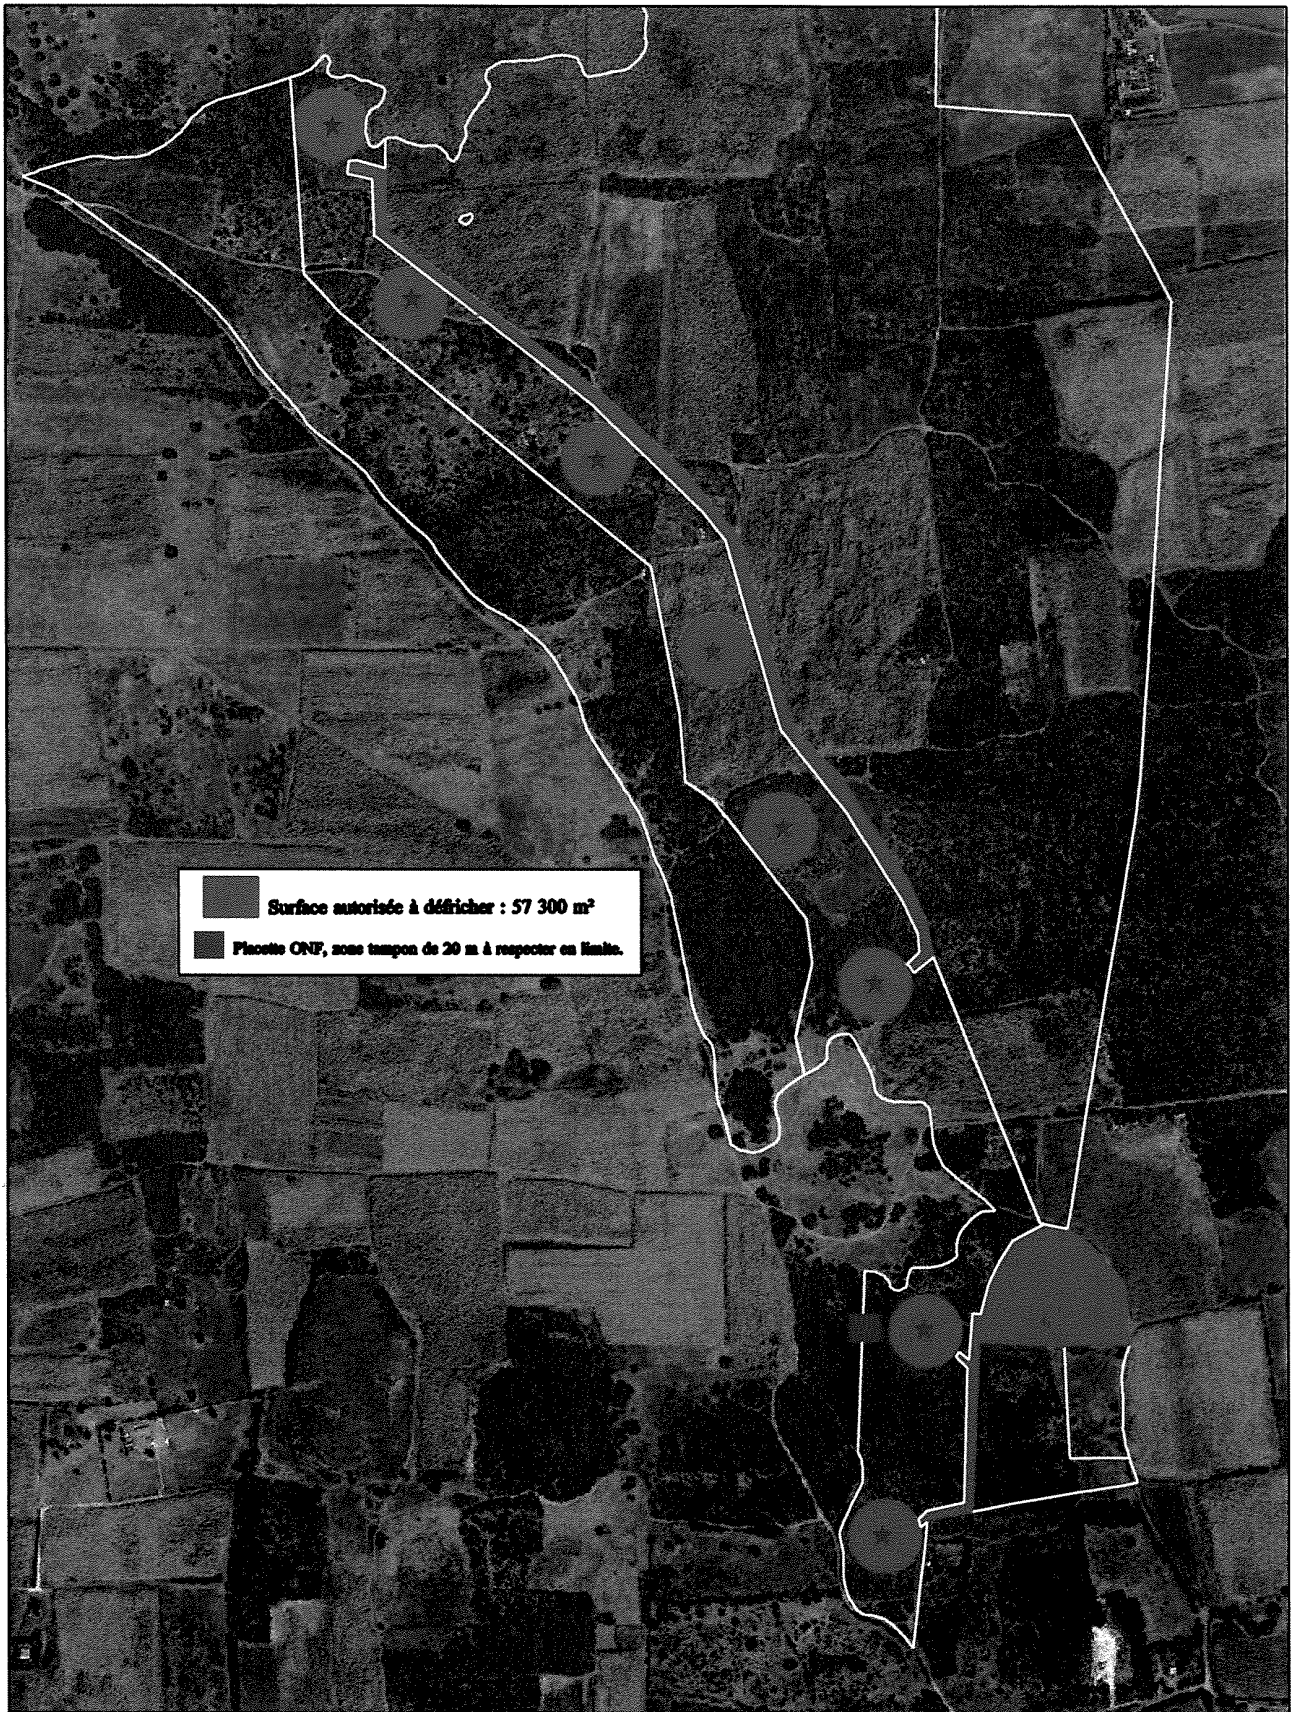 Surface autorisée à défricher : 57 300 m²
Placette ONF, zone tampon de 20 m à respecter en limite.